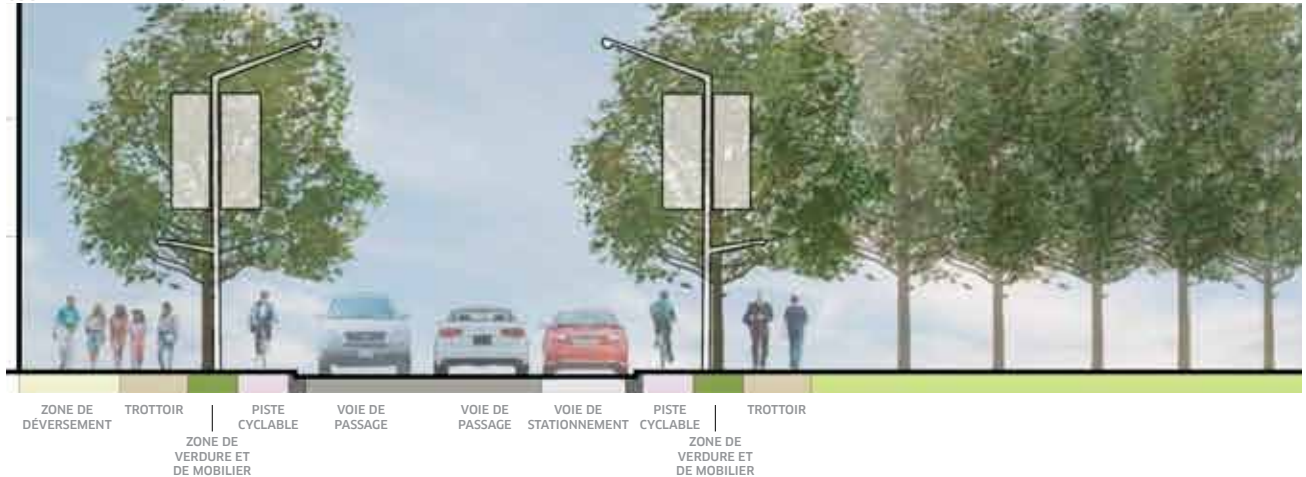 ZONE DE
DÉVERSEMENT
TROTTOIR
ZONE DE
VERDURE ET
DE MOBILIER
PISTE
CYCLABLE
VOIE DE
PASSAGE
VOIE DE
PASSAGE
VOIE DE
STATIONNEMENT
PISTE
CYCLABLE
ZONE DE
VERDURE ET
DE MOBILIER
TROTTOIR